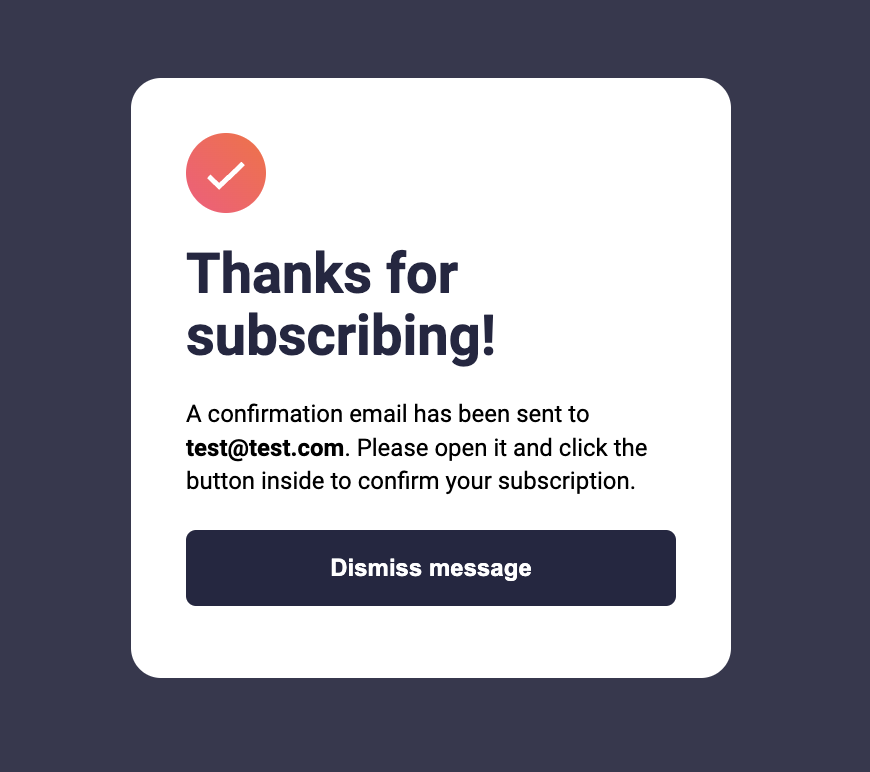 Thanks for
subscribing!
A confirmation email has been sent to
test@test.com. Please open it and click the
button inside to confirm your subscription.
Dismiss message